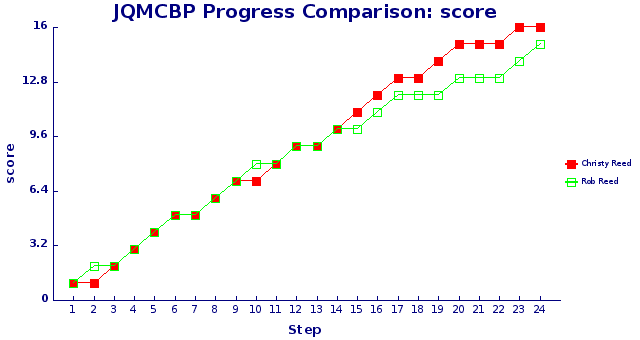 JQMCBP Progress Comparison: score
16
12.8
9.6
6.4
3.2
0
score
1 2 3 4 5 6 7 8 9 10 11 12 13 14 15 16 17 18 19 20 21 22 23 24
Step
Christy Reed
Rob Reed